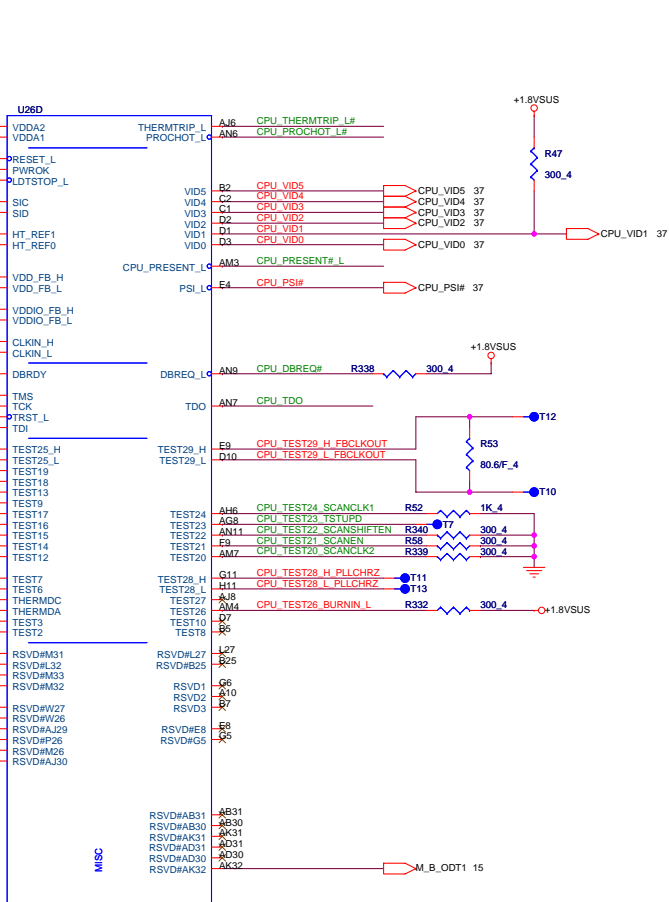 +1.8VSUS
U26D
VDDA2 THERMTRIP_L AJ6 CPU_THERMTRIP_L#
VDDA1 PROCHOT_L AN6 CPU_PROCHOT_L#
R47
RESET_L
PWROK 300_4
LDTSTOP_L
VID5 B2 CPU_VID5 CPU_VID5 37
SIC VID4 C2 CPU_VID4 CPU_VID4 37
SID VID3 C1 CPU_VID3 CPU_VID3 37
VID2 D2 CPU_VID2 CPU_VID2 37
HT_REF1 VID1 D1 CPU_VID1 CPU_VID1 37
HT_REF0 VID0 D3 CPU_VID0 CPU_VID0 37
CPU_PRESENT_L AM3 CPU_PRESENT#_L
VDD_FB_H
VDD_FB_L PSI_L CPU_PSI# CPU_PSI# 37
VDDIO_FB_H
VDDIO_FB_L
CLKIN_H
CLKIN_L +1.8VSUS
DBRDY DBREQ_L AN9 CPU_DBREQ# R338 300_4
TMS
TCK TDO AN7 CPU_TDO
TRST_L T12
TDI
TEST25_H TEST29_H E9 CPU_TEST29_H_FBCLKOUT R53
TEST25_L TEST29_L D10 CPU_TEST29_L_FBCLKOUT 80.6/F_4
TEST19
TEST18
TEST13 T10
TEST9
TEST17 TEST24 AH6 CPU_TEST24_SCANCLK1 R52 1K_4
TEST16 TEST23 AG8 CPU_TEST23_TSTUPD T7
TEST15 TEST22 AN11 CPU_TEST22_SCANSHIFTEN R340 300_4
TEST14 TEST21 CPU_TEST21_SCANEN R58 300_4
TEST12 TEST20 AM7 CPU_TEST20_SCANCLK2 R339 300_4
TEST7 TEST28_H G11 CPU_TEST28_H_PLLCHRZ T11
TEST6 TEST28_L H11 CPU_TEST28_L_PLLCHRZ T13
THERMDC TEST27 AJ8
THERMDA TEST26 AM4 CPU_TEST26_BURNIN_L R332 300_4 +1.8VSUS
TEST3 TEST10 D7
TEST2 TEST8 B5
RSVD#M31 RSVD#L27 L27
RSVD#L32 RSVD#B25 B25
RSVD#M33
RSVD#M32 RSVD1 G6
RSVD2 A10
RSVD#W27 RSVD3 B7
RSVD#W26
RSVD#AJ29 RSVD#E8 E8
RSVD#P26 RSVD#G5 G5
RSVD#M26
RSVD#AJ30
RSVD#AB31 AB31
RSVD#AB30 AB30
RSVD#AK31 AK31
RSVD#AD31 AD31
RSVD#AD30 AD30
RSVD#AK32 AK32 M_B_ODT1 15
MISC